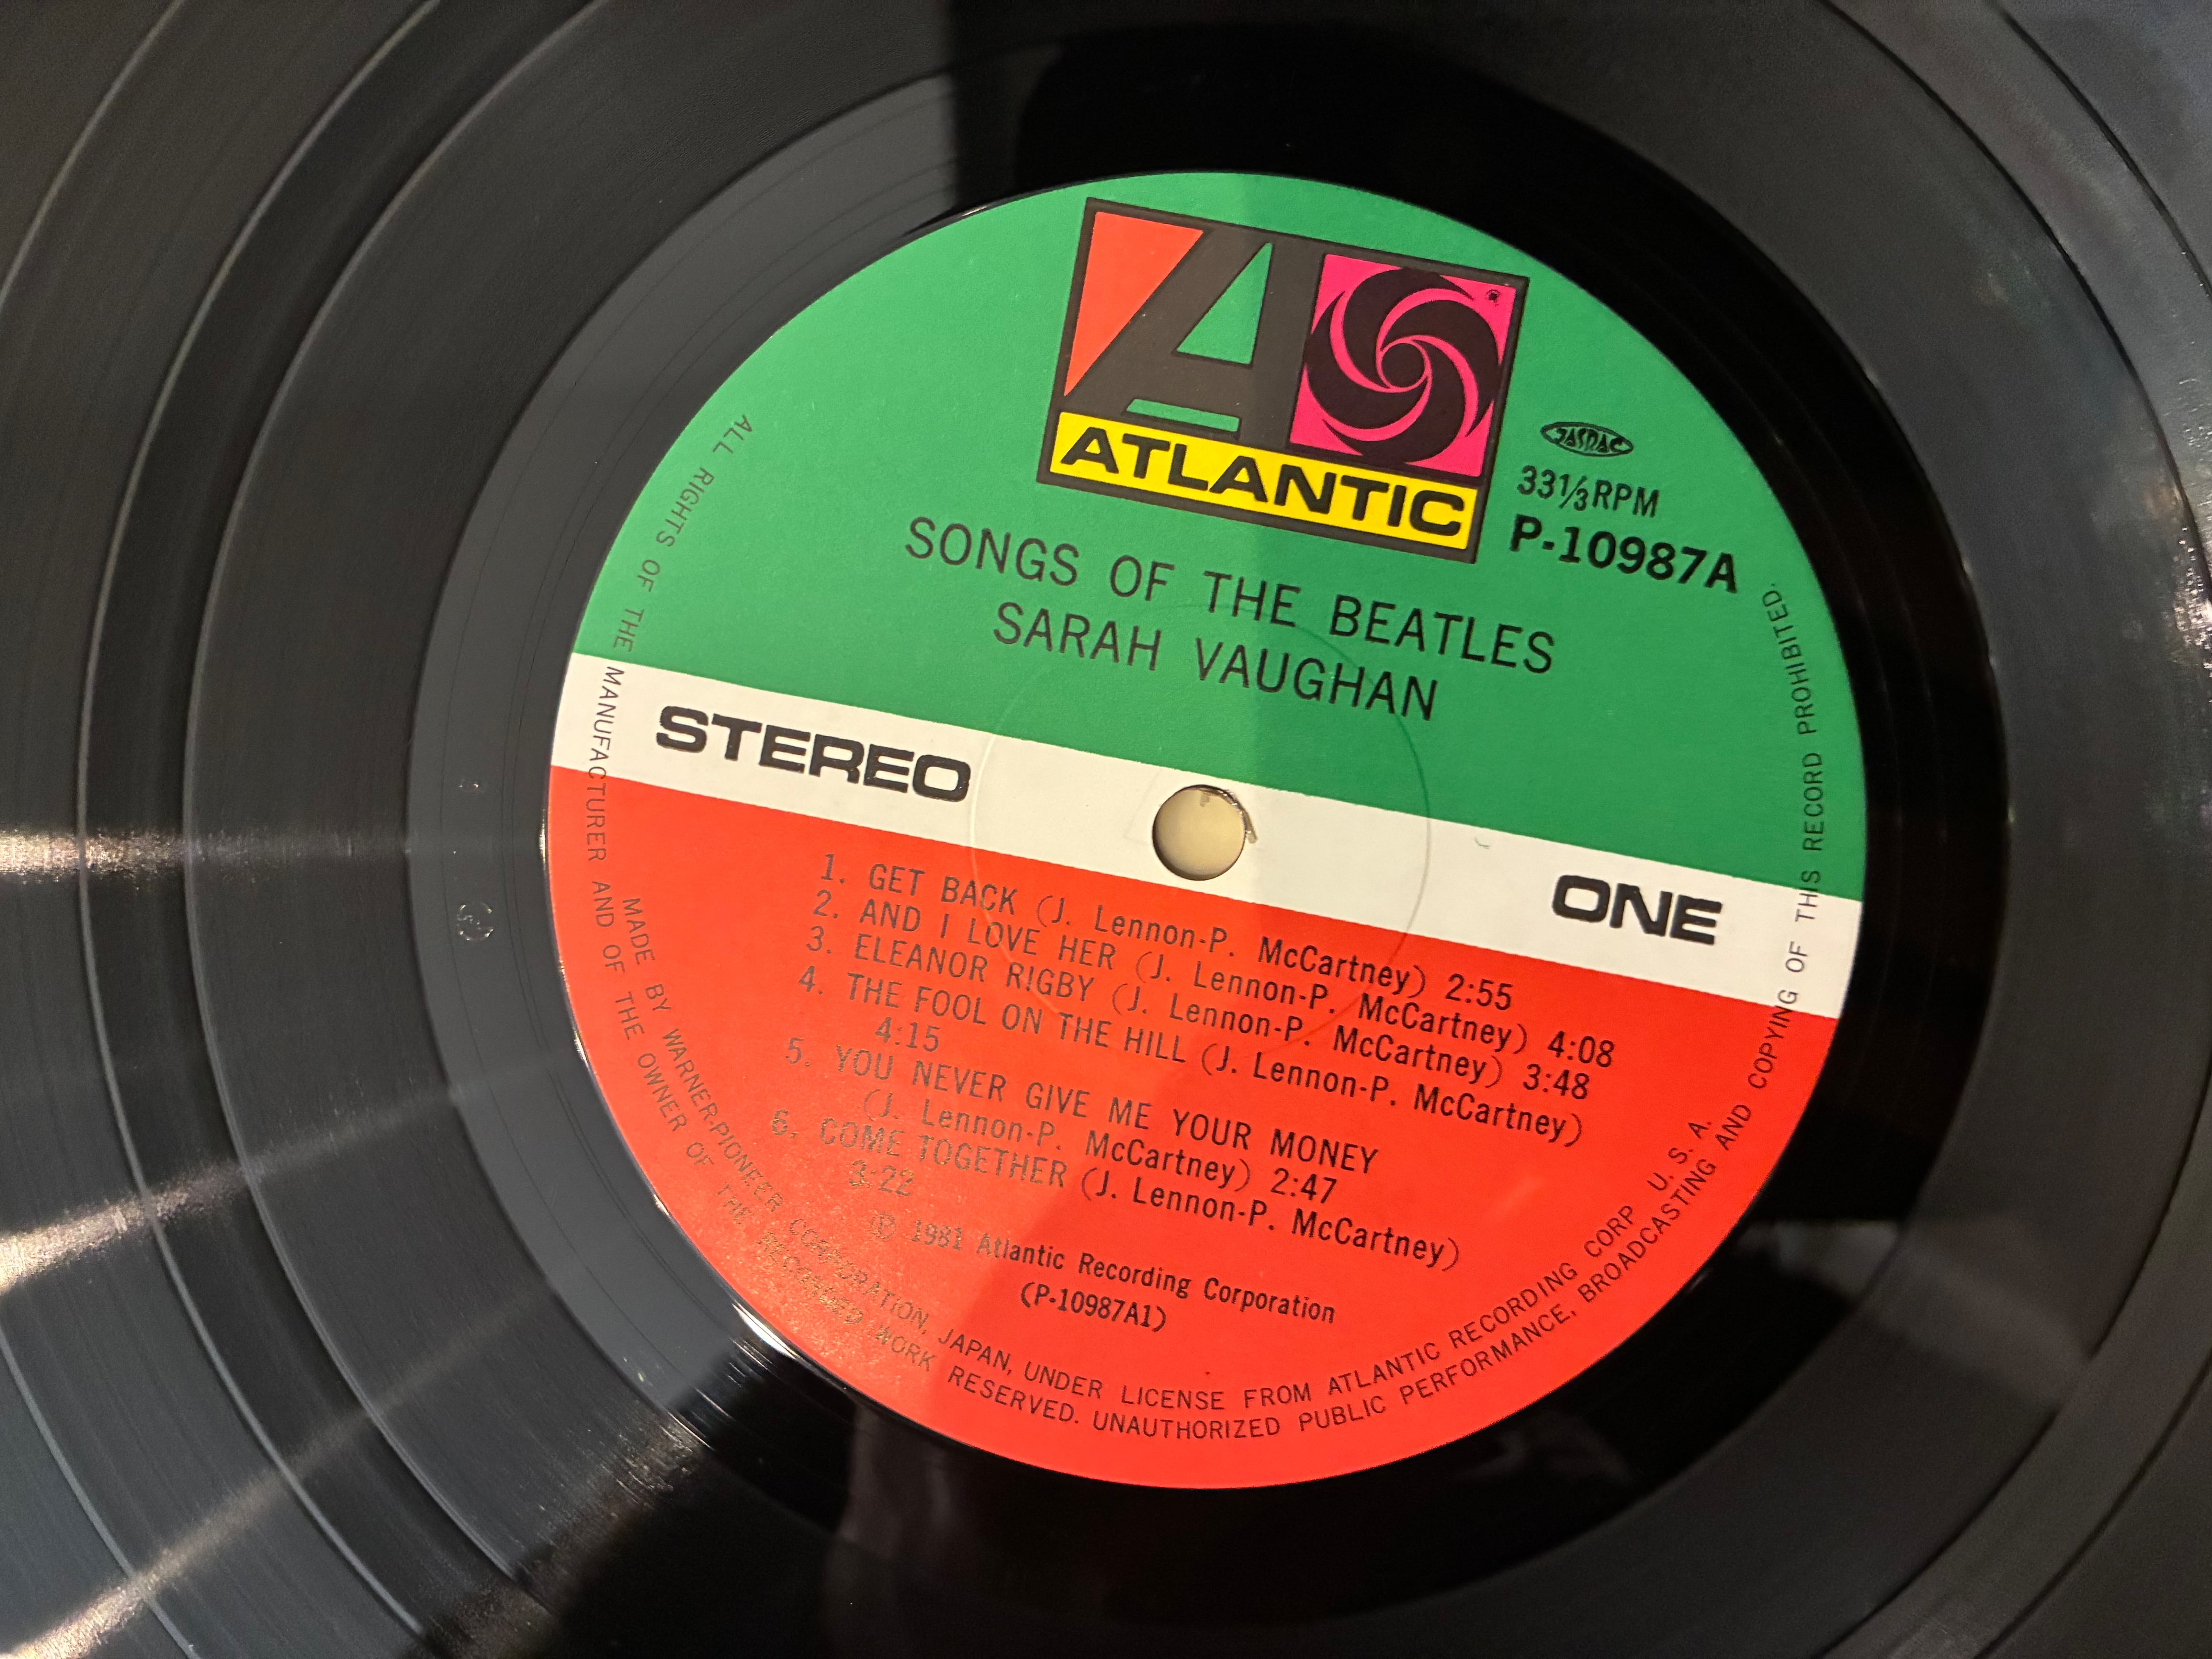 ATLANTIC
®
JASRAC
33⅓RPM
P-10987A
SONGS OF THE BEATLES
SARAH VAUGHAN
STEREO
ONE
1. GET BACK (J. Lennon-P. McCartney) 2:55
2. AND I LOVE HER (J. Lennon-P. McCartney) 4:08
3. ELEANOR RIGBY (J. Lennon-P. McCartney) 3:48
4. THE FOOL ON THE HILL (J. Lennon-P. McCartney)
4:15
5. YOU NEVER GIVE ME YOUR MONEY
(J. Lennon-P. McCartney) 2:47
6. COME TOGETHER (J. Lennon-P. McCartney)
3:22
Ⓟ 1981 Atlantic Recording Corporation
(P-10987A1)
MADE BY WARNER-PIONEER CORPORATION, JAPAN, UNDER LICENSE FROM ATLANTIC RECORDING CORP U. S. A.
ALL RIGHTS OF THE MANUFACTURER AND OF THE OWNER OF THE RECORDED WORK RESERVED. UNAUTHORIZED PUBLIC PERFORMANCE, BROADCASTING AND COPYING OF THIS RECORD PROHIBITED.